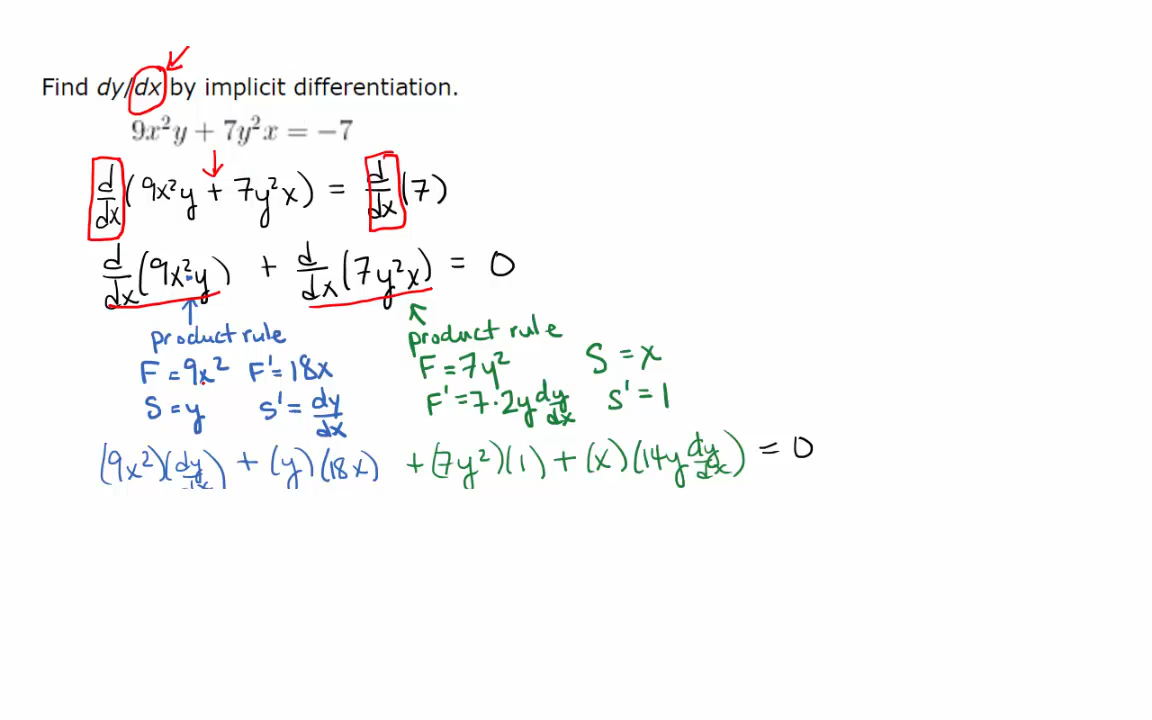 Find dy/dx by implicit differentiation.
9x²y + 7y²x = −7
d/dx (9x²y + 7y²x) = d/dx (7)
d/dx (9x²y) + d/dx (7y²x) = 0
product rule
F = 9x² F' = 18x
S = y S' = dy/dx
product rule
F = 7y² S = x
F' = 7·2y dy/dx S' = 1
(9x²)(dy/dx) + (y)(18x) + (7y²)(1) + (x)(14y dy/dx) = 0